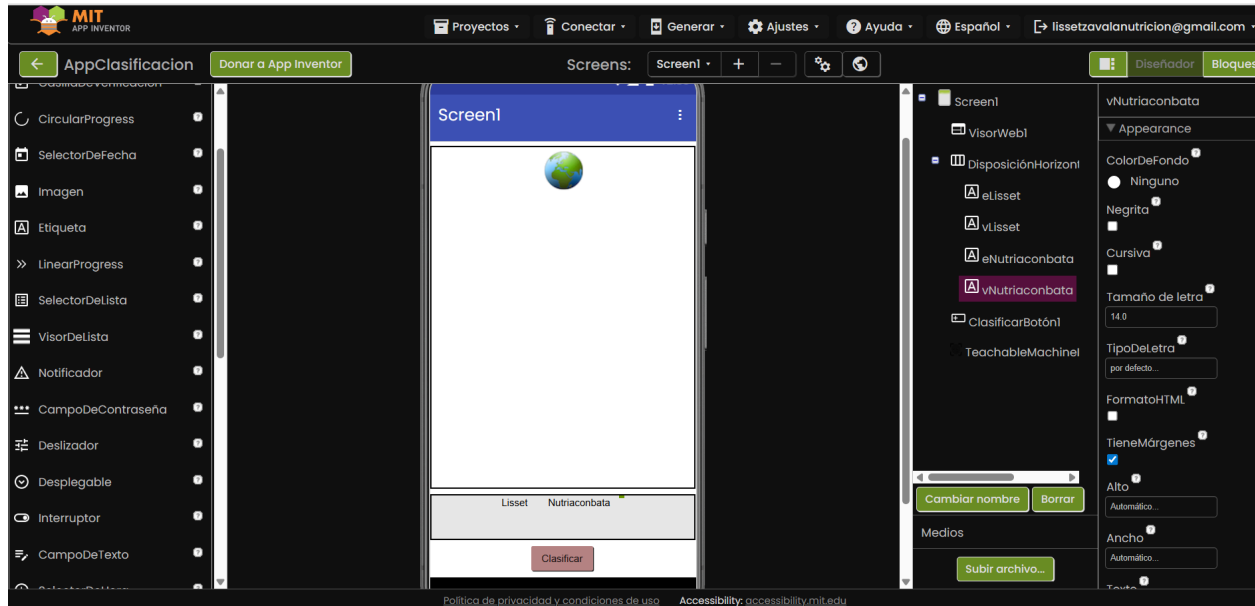 MIT
APP INVENTOR
Proyectos
Conectar
Generar
Ajustes
Ayuda
Español
lissetzavalanutricion@gmail.com
AppClasificacion
Donar a App Inventor
Screens:
Screen1
Diseñador
Bloques
CasillaDeVerificación
CircularProgress
SelectorDeFecha
Imagen
Etiqueta
LinearProgress
SelectorDeLista
VisorDeLista
Notificador
CampoDeContraseña
Deslizador
Desplegable
Interruptor
CampoDeTexto
SelectorDeHora
Screen1
Lisset Nutriaconbata
Clasificar
Screen1
VisorWeb1
DisposiciónHorizont
eLisset
vLisset
eNutriaconbata
vNutriaconbata
ClasificarBotón1
TeachableMachineI
Cambiar nombre
Borrar
Medios
Subir archivo...
vNutriaconbata
Appearance
ColorDeFondo
Ninguno
Negrita
Cursiva
Tamaño de letra
14.0
TipoDeLetra
por defecto...
FormatoHTML
TieneMárgenes
Alto
Automático...
Ancho
Automático...
Texto
Política de privacidad y condiciones de uso
Accessibility: accessibility.mit.edu